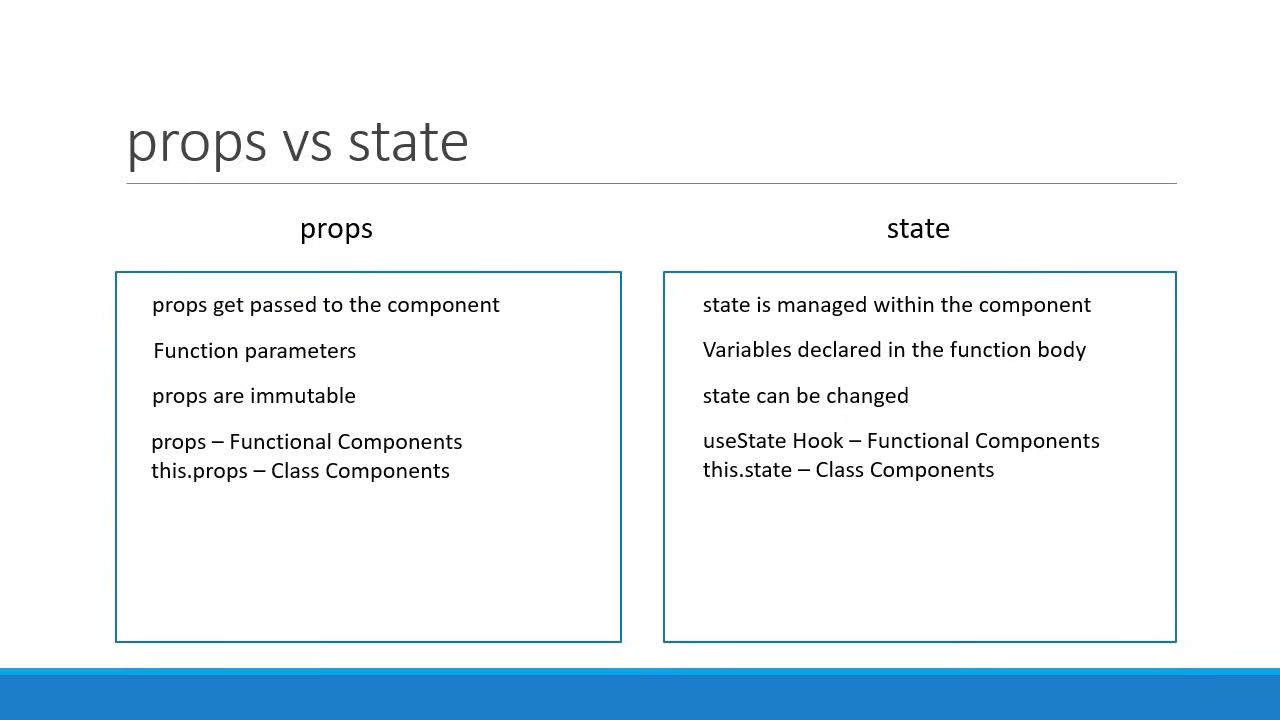 props vs state
props
props get passed to the component
Function parameters
props are immutable
props – Functional Components
this.props – Class Components
state
state is managed within the component
Variables declared in the function body
state can be changed
useState Hook – Functional Components
this.state – Class Components